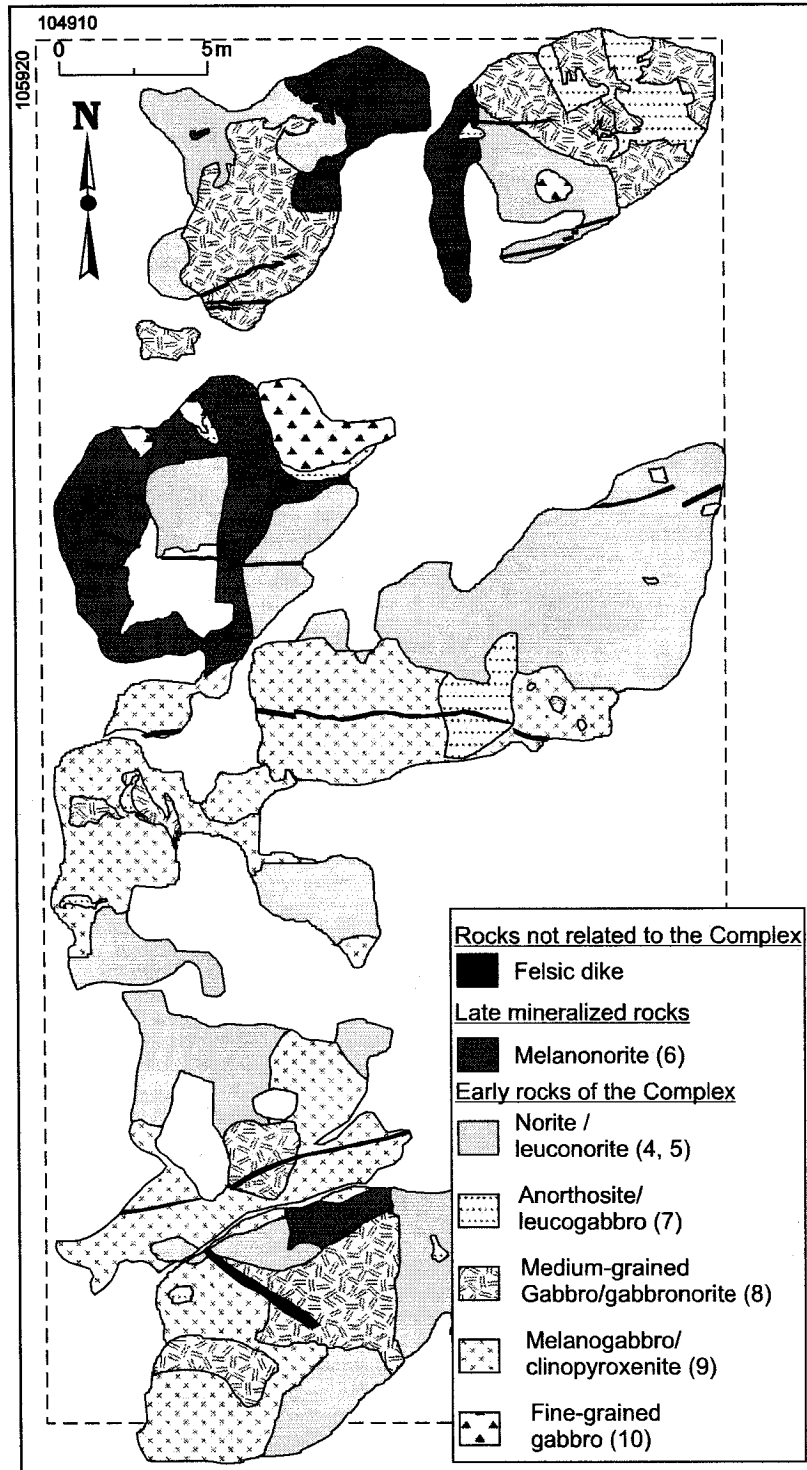 104910
105920
0 5m
N
Rocks not related to the Complex
Felsic dike
Late mineralized rocks
Melanonorite (6)
Early rocks of the Complex
Norite /
leuconorite (4, 5)
Anorthosite/
leucogabbro (7)
Medium-grained
Gabbro/gabbronorite (8)
Melanogabbro/
clinopyroxenite (9)
Fine-grained
gabbro (10)